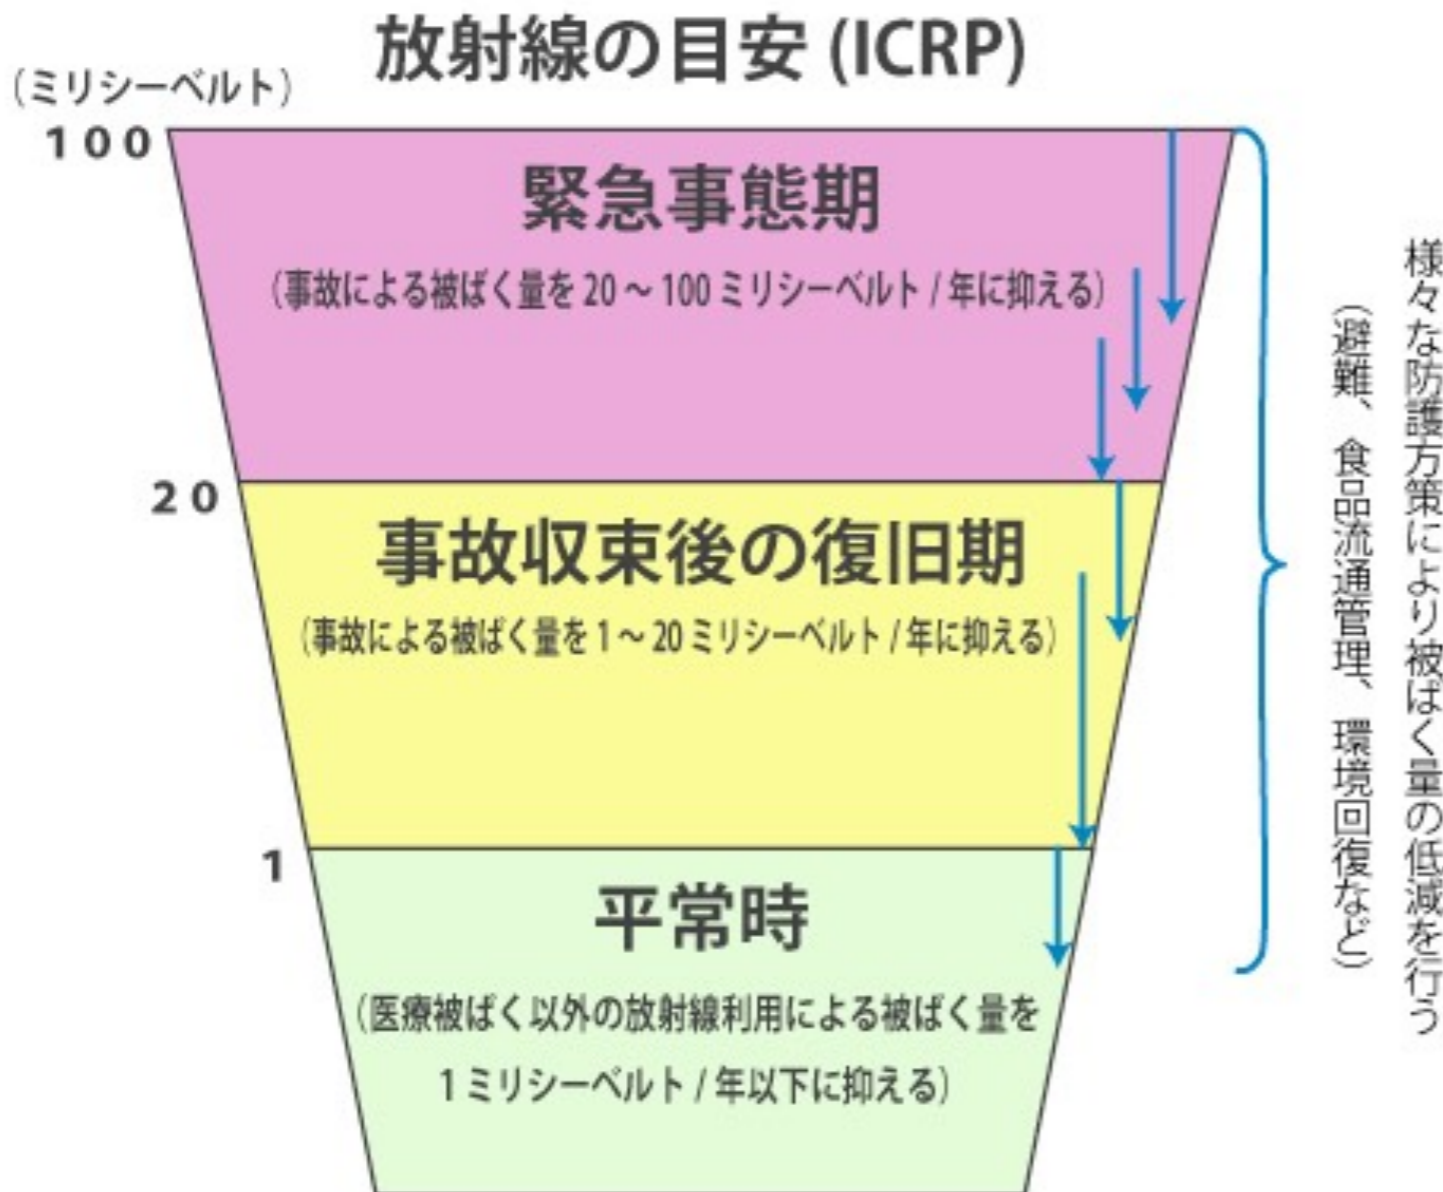 放射線の目安 (ICRP)
(ミリシーベルト)
100
緊急事態期
(事故による被ばく量を 20 ～ 100 ミリシーベルト / 年に抑える)
20
事故収束後の復旧期
(事故による被ばく量を 1 ～ 20 ミリシーベルト / 年に抑える)
1
平常時
(医療被ばく以外の放射線利用による被ばく量を
1 ミリシーベルト / 年以下に抑える)
様々な防護方策により被ばく量の低減を行う
(避難、食品流通管理、環境回復など)